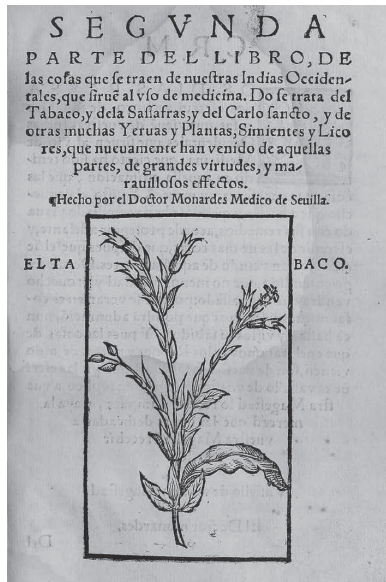 SEGVNDA
PARTE DEL LIBRO, DE
las coſas que ſe traen de nueſtras Indias Occiden-
tales, que ſiruẽ al vſo de medicina. Do ſe trata del
Tabaco, y dela Saſſafras, y del Carlo ſancto, y de
otras muchas Yeruas y Plantas, Simientes y Lico
res, que nueuamente han venido de aquellas
partes, de grandes virtudes, y ma-
rauilloſos effectos.
¶Hecho por el Doctor Monardes Medico de Seuilla.
EL TA BACO.